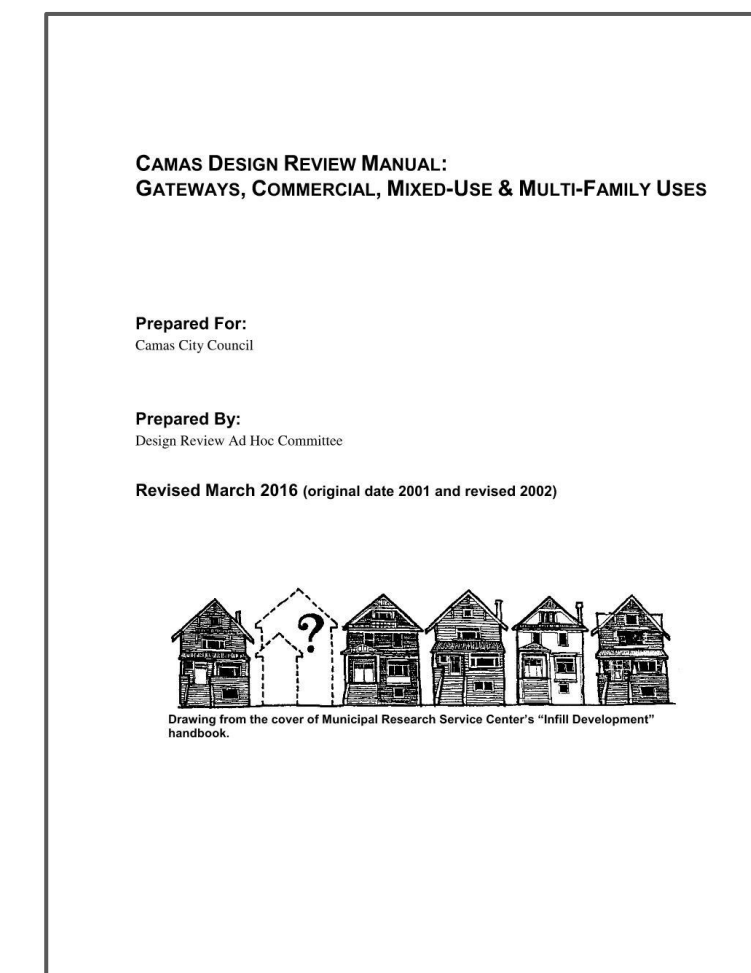 CAMAS DESIGN REVIEW MANUAL:
GATEWAYS, COMMERCIAL, MIXED-USE & MULTI-FAMILY USES
Prepared For:
Camas City Council
Prepared By:
Design Review Ad Hoc Committee
Revised March 2016 (original date 2001 and revised 2002)
?
Drawing from the cover of Municipal Research Service Center's "Infill Development"
handbook.